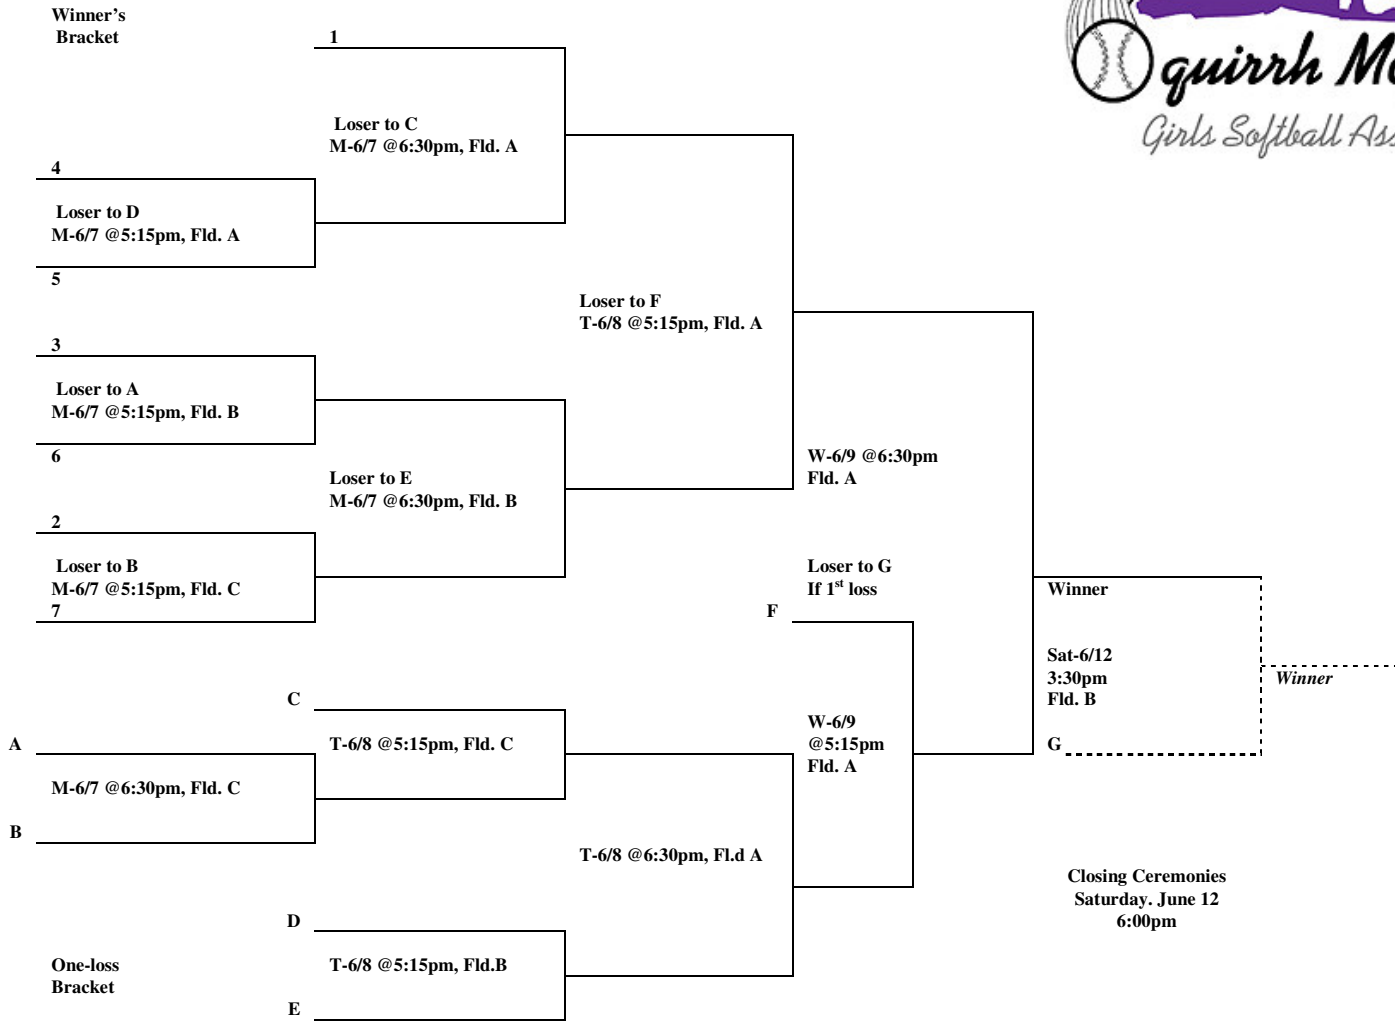 Winner's
Bracket
1
quirrh
Girls Softball
Loser to C
M-6/7 @6:30pm, Fld. A
4
Loser to D
M-6/7 @5:15pm, Fld. A
5
Loser to F
T-6/8 @5:15pm, Fld. A
3
Loser to A
M-6/7 @5:15pm, Fld. B
6
Loser to E
M-6/7 @6:30pm, Fld. B
W-6/9 @6:30pm
Fld. A
2
Loser to B
M-6/7 @5:15pm, Fld. C
7
Loser to G
If 1st loss
F
Winner
Sat-6/12
3:30pm
Fld. B
G
Winner
C
T-6/8 @5:15pm, Fld. C
W-6/9
@5:15pm
Fld. A
A
M-6/7 @6:30pm, Fld. C
B
T-6/8 @6:30pm, Fl.d A
Closing Ceremonies
Saturday. June 12
6:00pm
D
T-6/8 @5:15pm, Fld.B
E
One-loss
Bracket